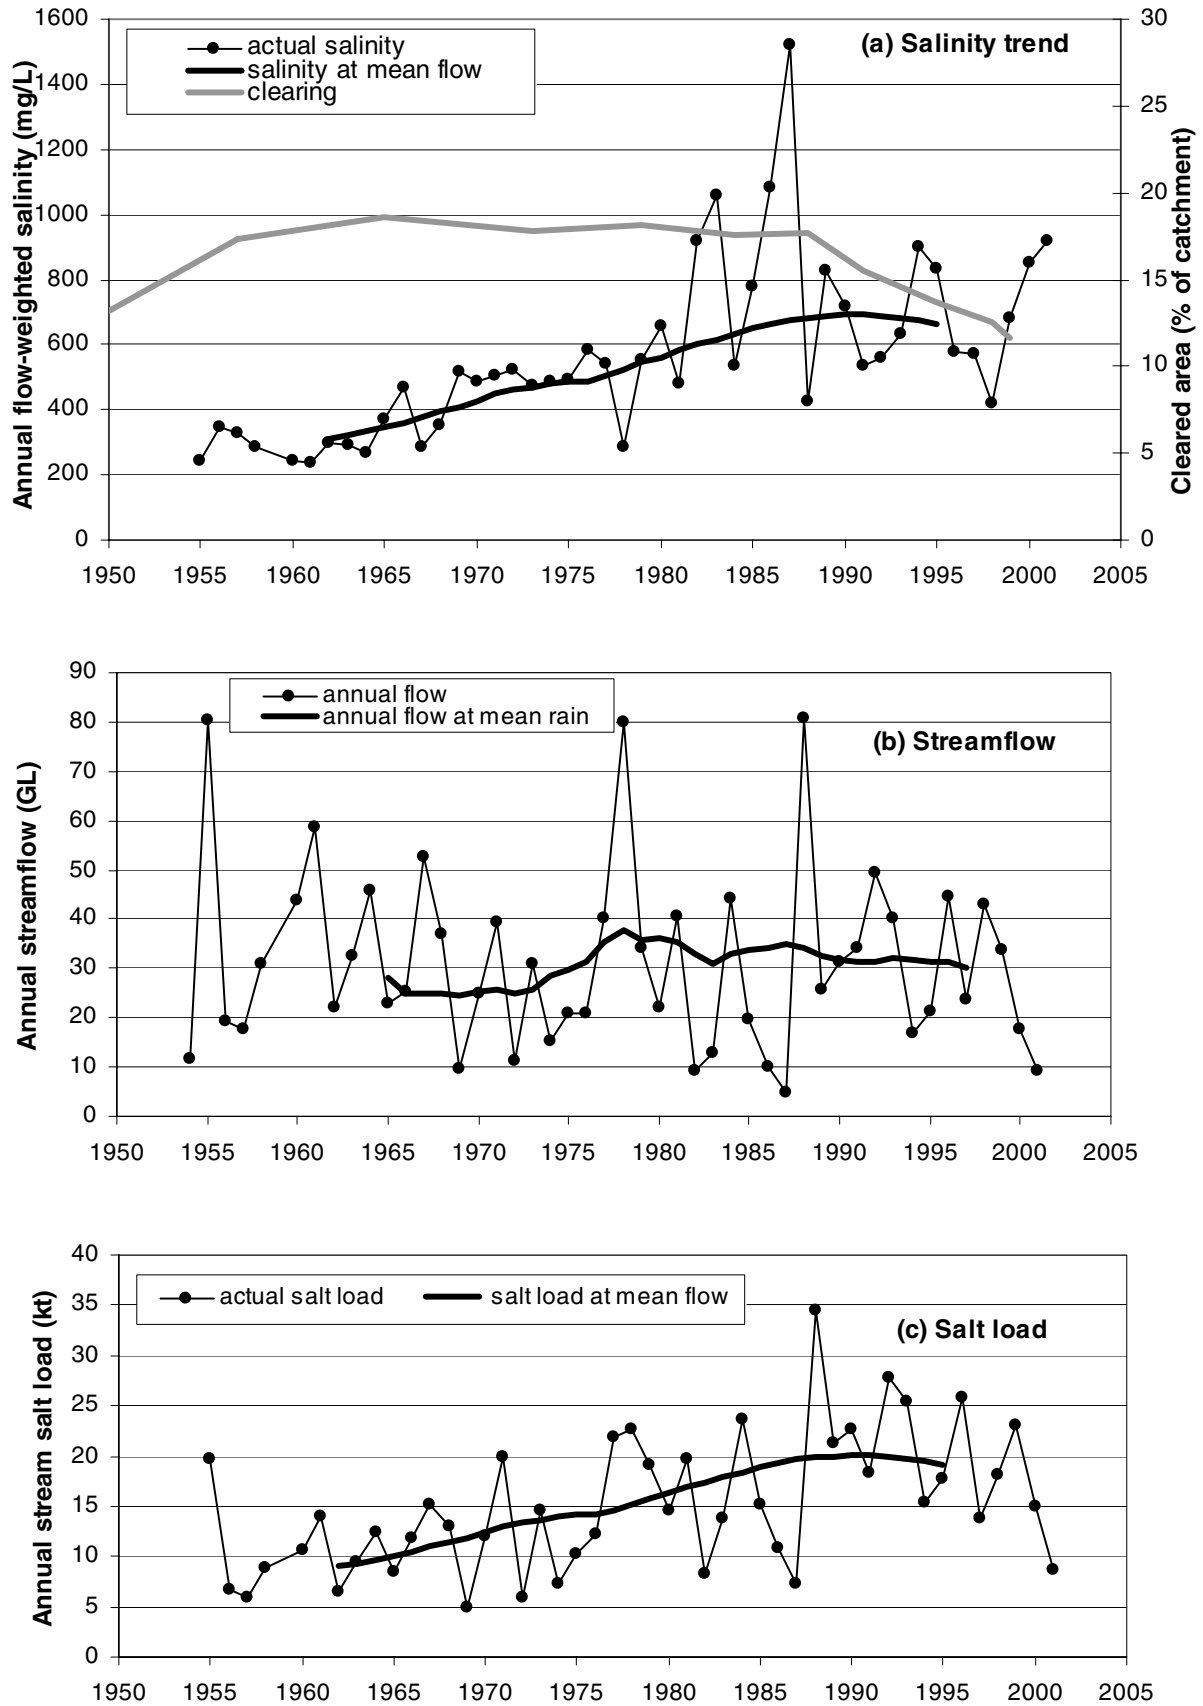 1600
1400
1200
1000
800
600
400
200
0
Annual flow-weighted salinity (mg/L)
actual salinity
salinity at mean flow
clearing
(a) Salinity trend
30
25
20
15
10
5
0
Cleared area (% of catchment)
1950 1955 1960 1965 1970 1975 1980 1985 1990 1995 2000 2005
90
80
70
60
50
40
30
20
10
0
Annual streamflow (GL)
annual flow
annual flow at mean rain
(b) Streamflow
1950 1955 1960 1965 1970 1975 1980 1985 1990 1995 2000 2005
40
35
30
25
20
15
10
5
0
Annual stream salt load (kt)
actual salt load salt load at mean flow
(c) Salt load
1950 1955 1960 1965 1970 1975 1980 1985 1990 1995 2000 2005